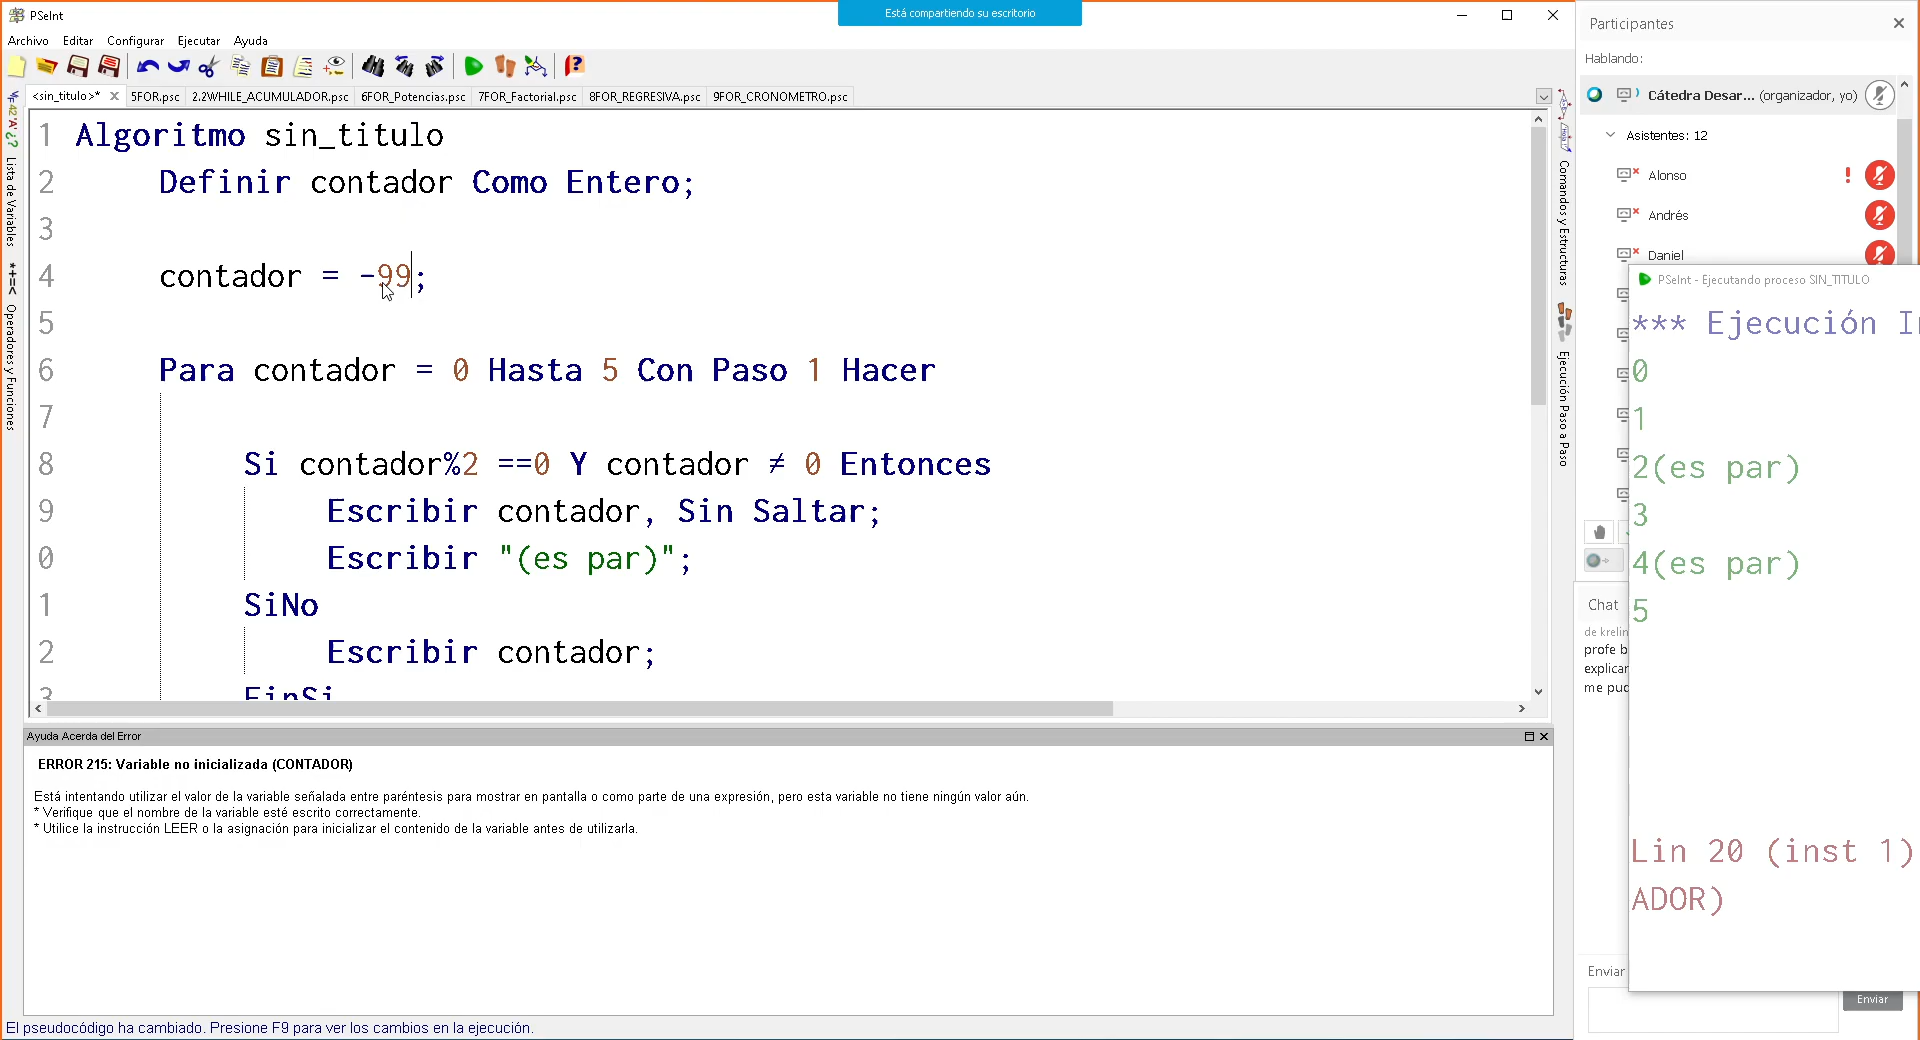 PSeInt
Está compartiendo su escritorio
Archivo Editar Configurar Ejecutar Ayuda
<sin_titulo>* 5FOR.psc 2.2WHILE_ACUMULADOR.psc 6FOR_Potencias.psc 7FOR_Factorial.psc 8FOR_REGRESIVA.psc 9FOR_CRONOMETRO.psc
Lista de Variables
*+=< Operadores y Funciones
1 Algoritmo sin_titulo
2 Definir contador Como Entero;
3
4 contador = -99;
5
6 Para contador = 0 Hasta 5 Con Paso 1 Hacer
7
8 Si contador%2 ==0 Y contador ≠ 0 Entonces
9 Escribir contador, Sin Saltar;
0 Escribir "(es par)";
1 SiNo
2 Escribir contador;
3 FinSi
Comandos y Estructuras
Ejecución Paso a Paso
Ayuda Acerda del Error
ERROR 215: Variable no inicializada (CONTADOR)
Está intentando utilizar el valor de la variable señalada entre paréntesis para mostrar en pantalla o como parte de una expresión, pero esta variable no tiene ningún valor aún.
* Verifique que el nombre de la variable esté escrito correctamente.
* Utilice la instrucción LEER o la asignación para inicializar el contenido de la variable antes de utilizarla.
El pseudocódigo ha cambiado. Presione F9 para ver los cambios en la ejecución.
Participantes
Hablando:
Cátedra Desar... (organizador, yo)
Asistentes: 12
Alonso
Andrés
Daniel
PSeInt - Ejecutando proceso SIN_TITULO
*** Ejecución In
0
1
2(es par)
3
4(es par)
5
Lin 20 (inst 1)
ADOR)
Chat
de krelin
profe b
explicar
me pud
Enviar
Enviar